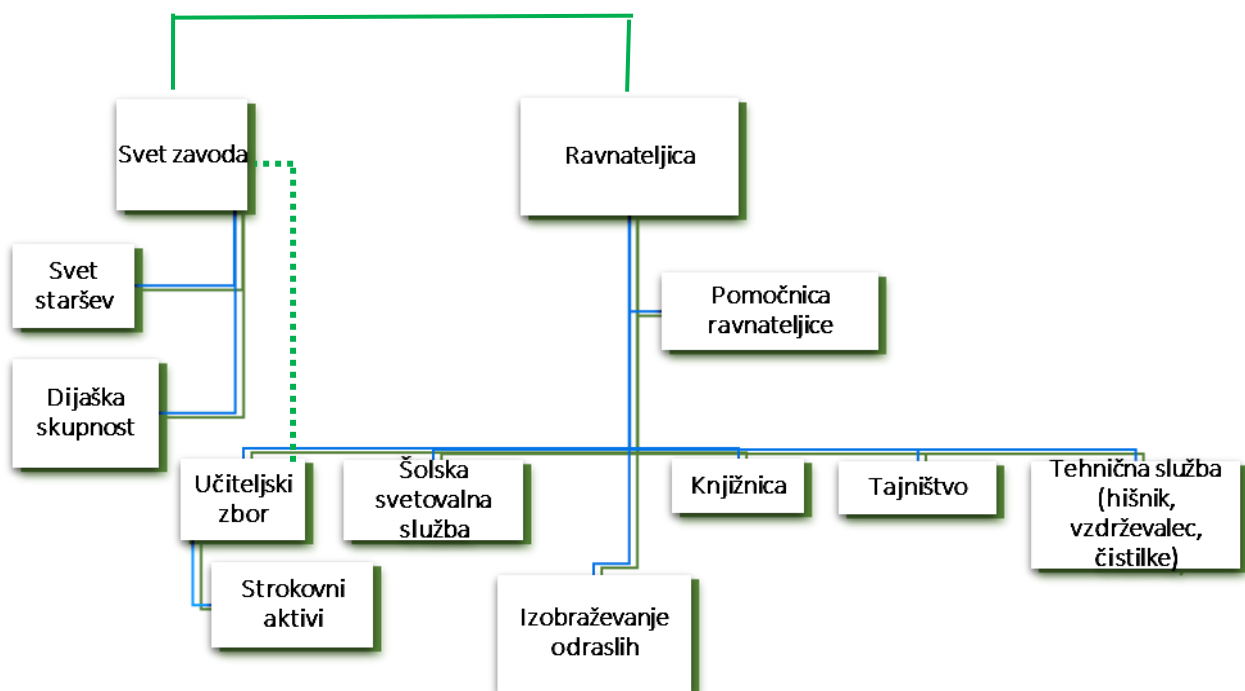 Svet zavoda
Ravnateljica
Svet
staršev
Pomočnica
ravnateljice
Dijaška
skupnost
Učiteljski
zbor
Šolska
svetovalna
služba
Knjižnica
Tajništvo
Tehnična služba
(hišnik,
vzdrževalec,
čistilke)
Strokovni
aktivi
Izobraževanje
odraslih